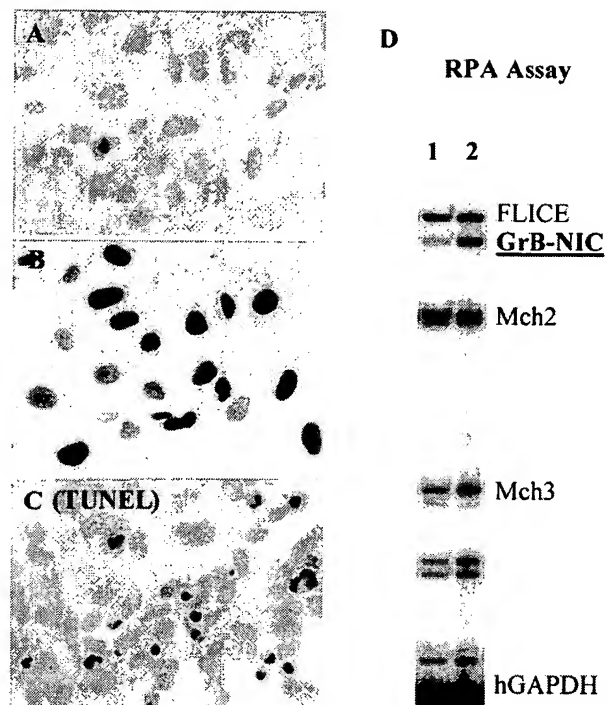 A
B
C (TUNEL)
D
RPA Assay
1 2
FLICE
GrB-NIC
Mch2
Mch3
hGAPDH